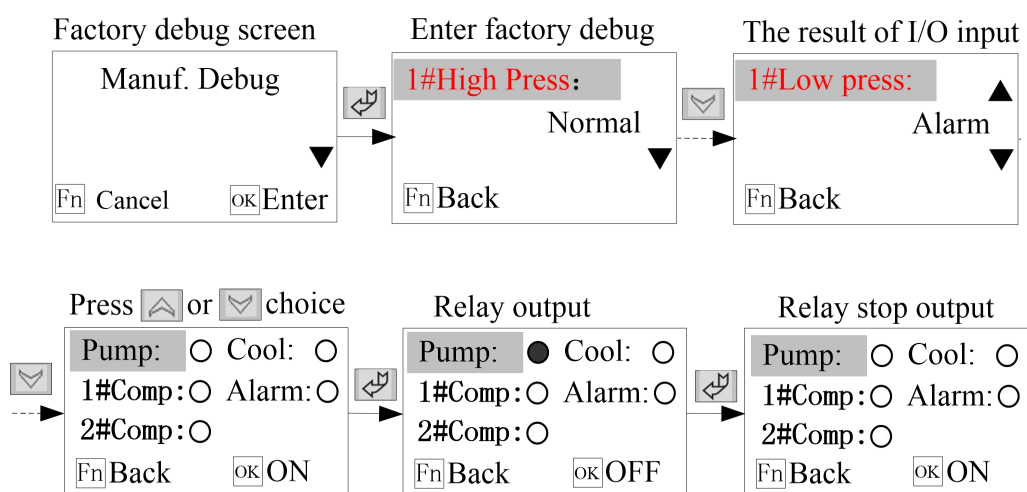 Factory debug screen
Manuf. Debug
Fn Cancel OK Enter
Enter factory debug
1#High Press:
Normal
Fn Back
The result of I/O input
1#Low press:
Alarm
Fn Back
Press or choice
Pump: Cool:
1#Comp: Alarm:
2#Comp:
Fn Back OK ON
Relay output
Pump: Cool:
1#Comp: Alarm:
2#Comp:
Fn Back OK OFF
Relay stop output
Pump: Cool:
1#Comp: Alarm:
2#Comp:
Fn Back OK ON